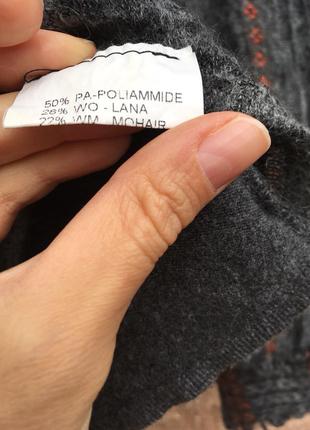 50% PA-POLIAMMIDE
28% WO - LANA
22% WM - MOHAIR